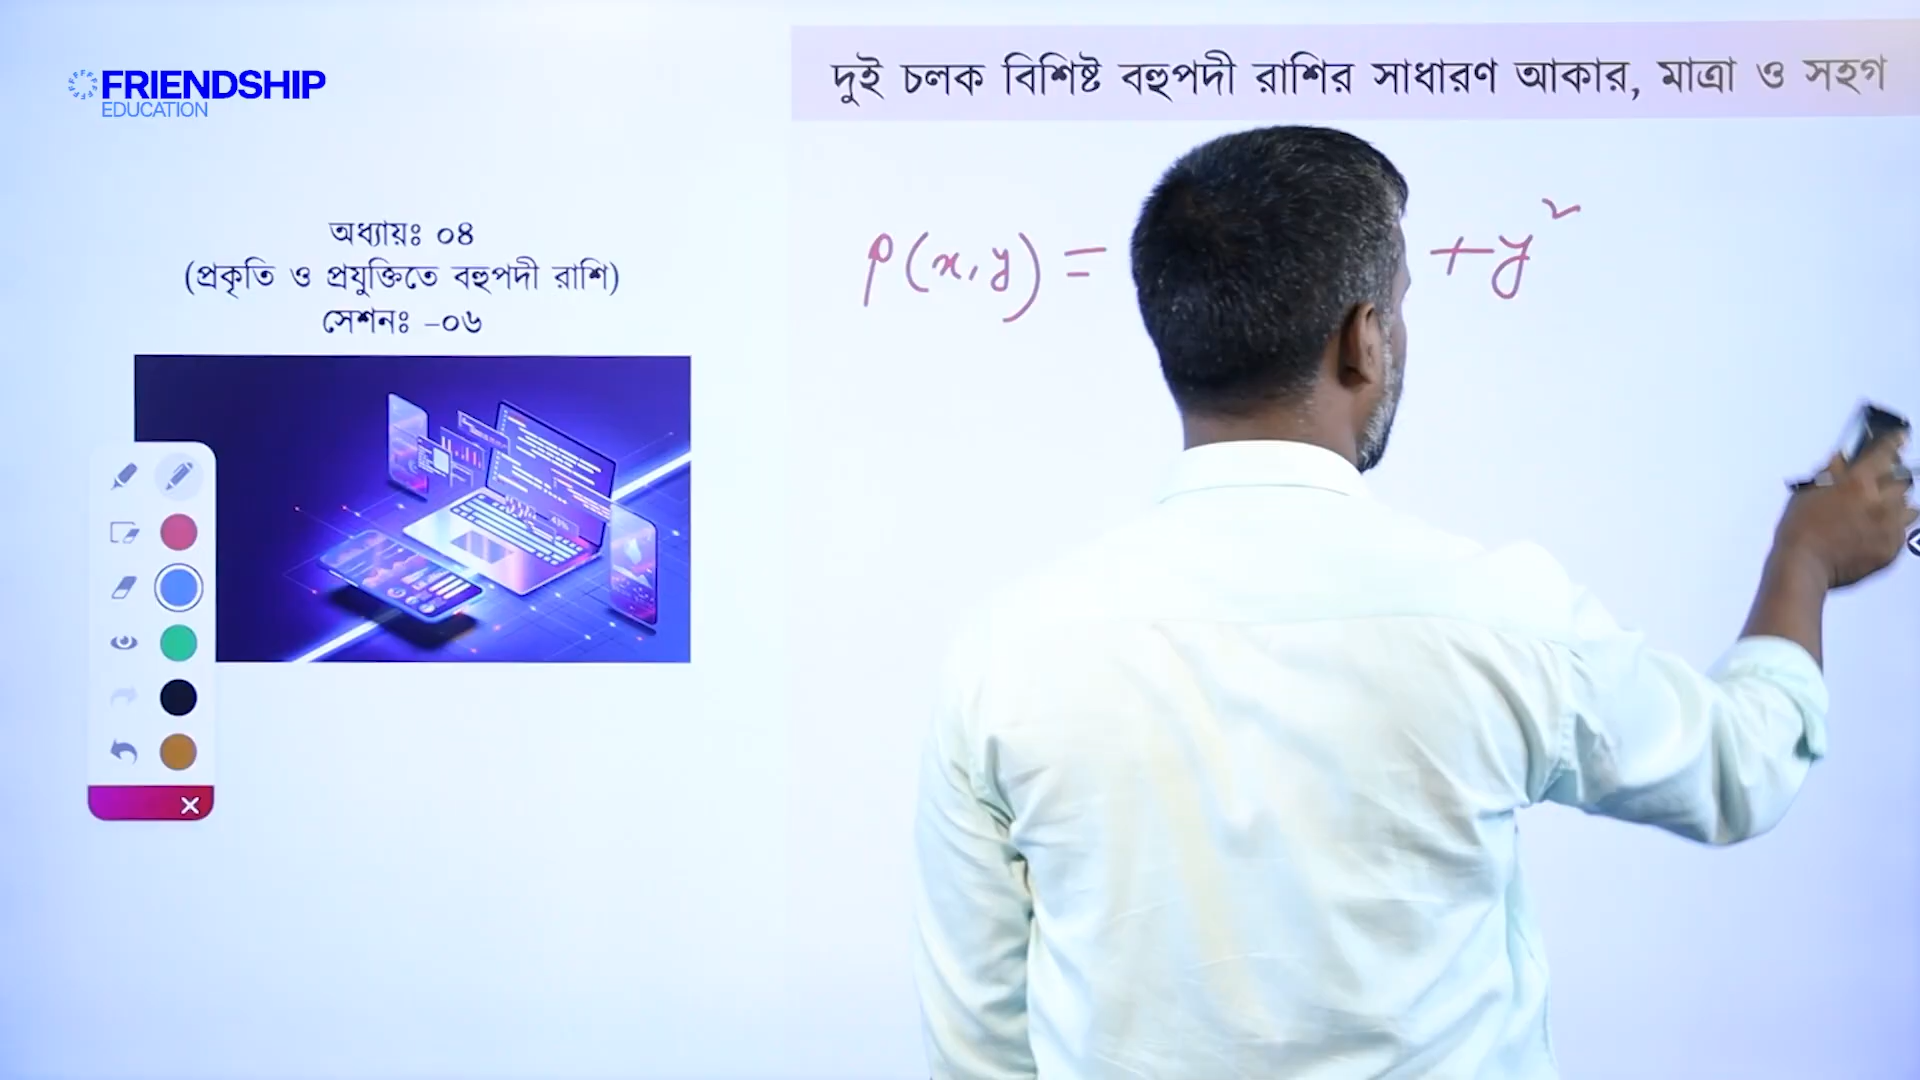 FRIENDSHIP
EDUCATION
দুই চলক বিশিষ্ট বহুপদী রাশির সাধারণ আকার, মাত্রা ও সহগ
অধ্যায়ঃ ০৪
(প্রকৃতি ও প্রযুক্তিতে বহুপদী রাশি)
সেশনঃ –০৬
P(x, y) = + y²